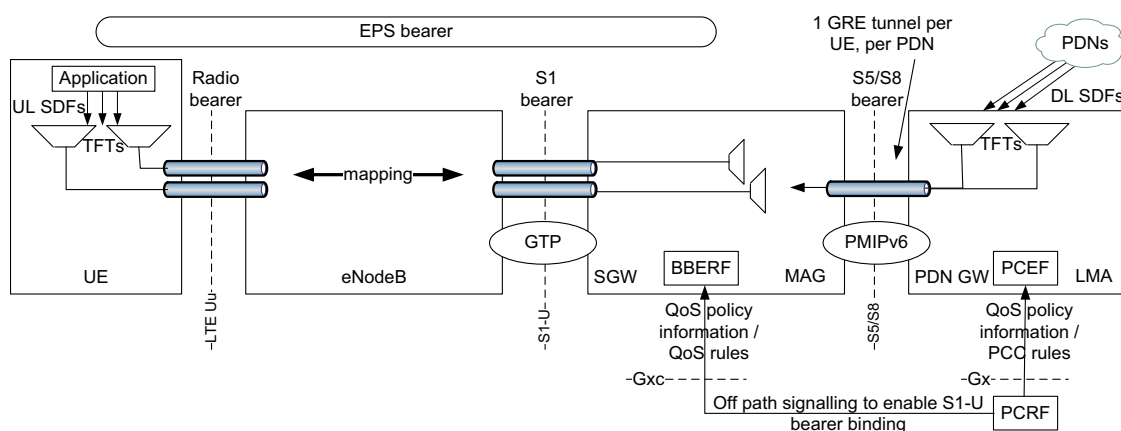 EPS bearer
1 GRE tunnel per
UE, per PDN
PDNs
Application
Radio
bearer
S1
bearer
S5/S8
bearer
UL SDFs
DL SDFs
TFTs
TFTs
mapping
GTP
PMIPv6
UE
eNodeB
SGW
BBERF
MAG
PDN GW
PCEF
LMA
LTE Uu
S1-U
S5/S8
QoS policy
information /
QoS rules
QoS policy
information /
PCC rules
Gxc
Gx
Off path signalling to enable S1-U
bearer binding
PCRF